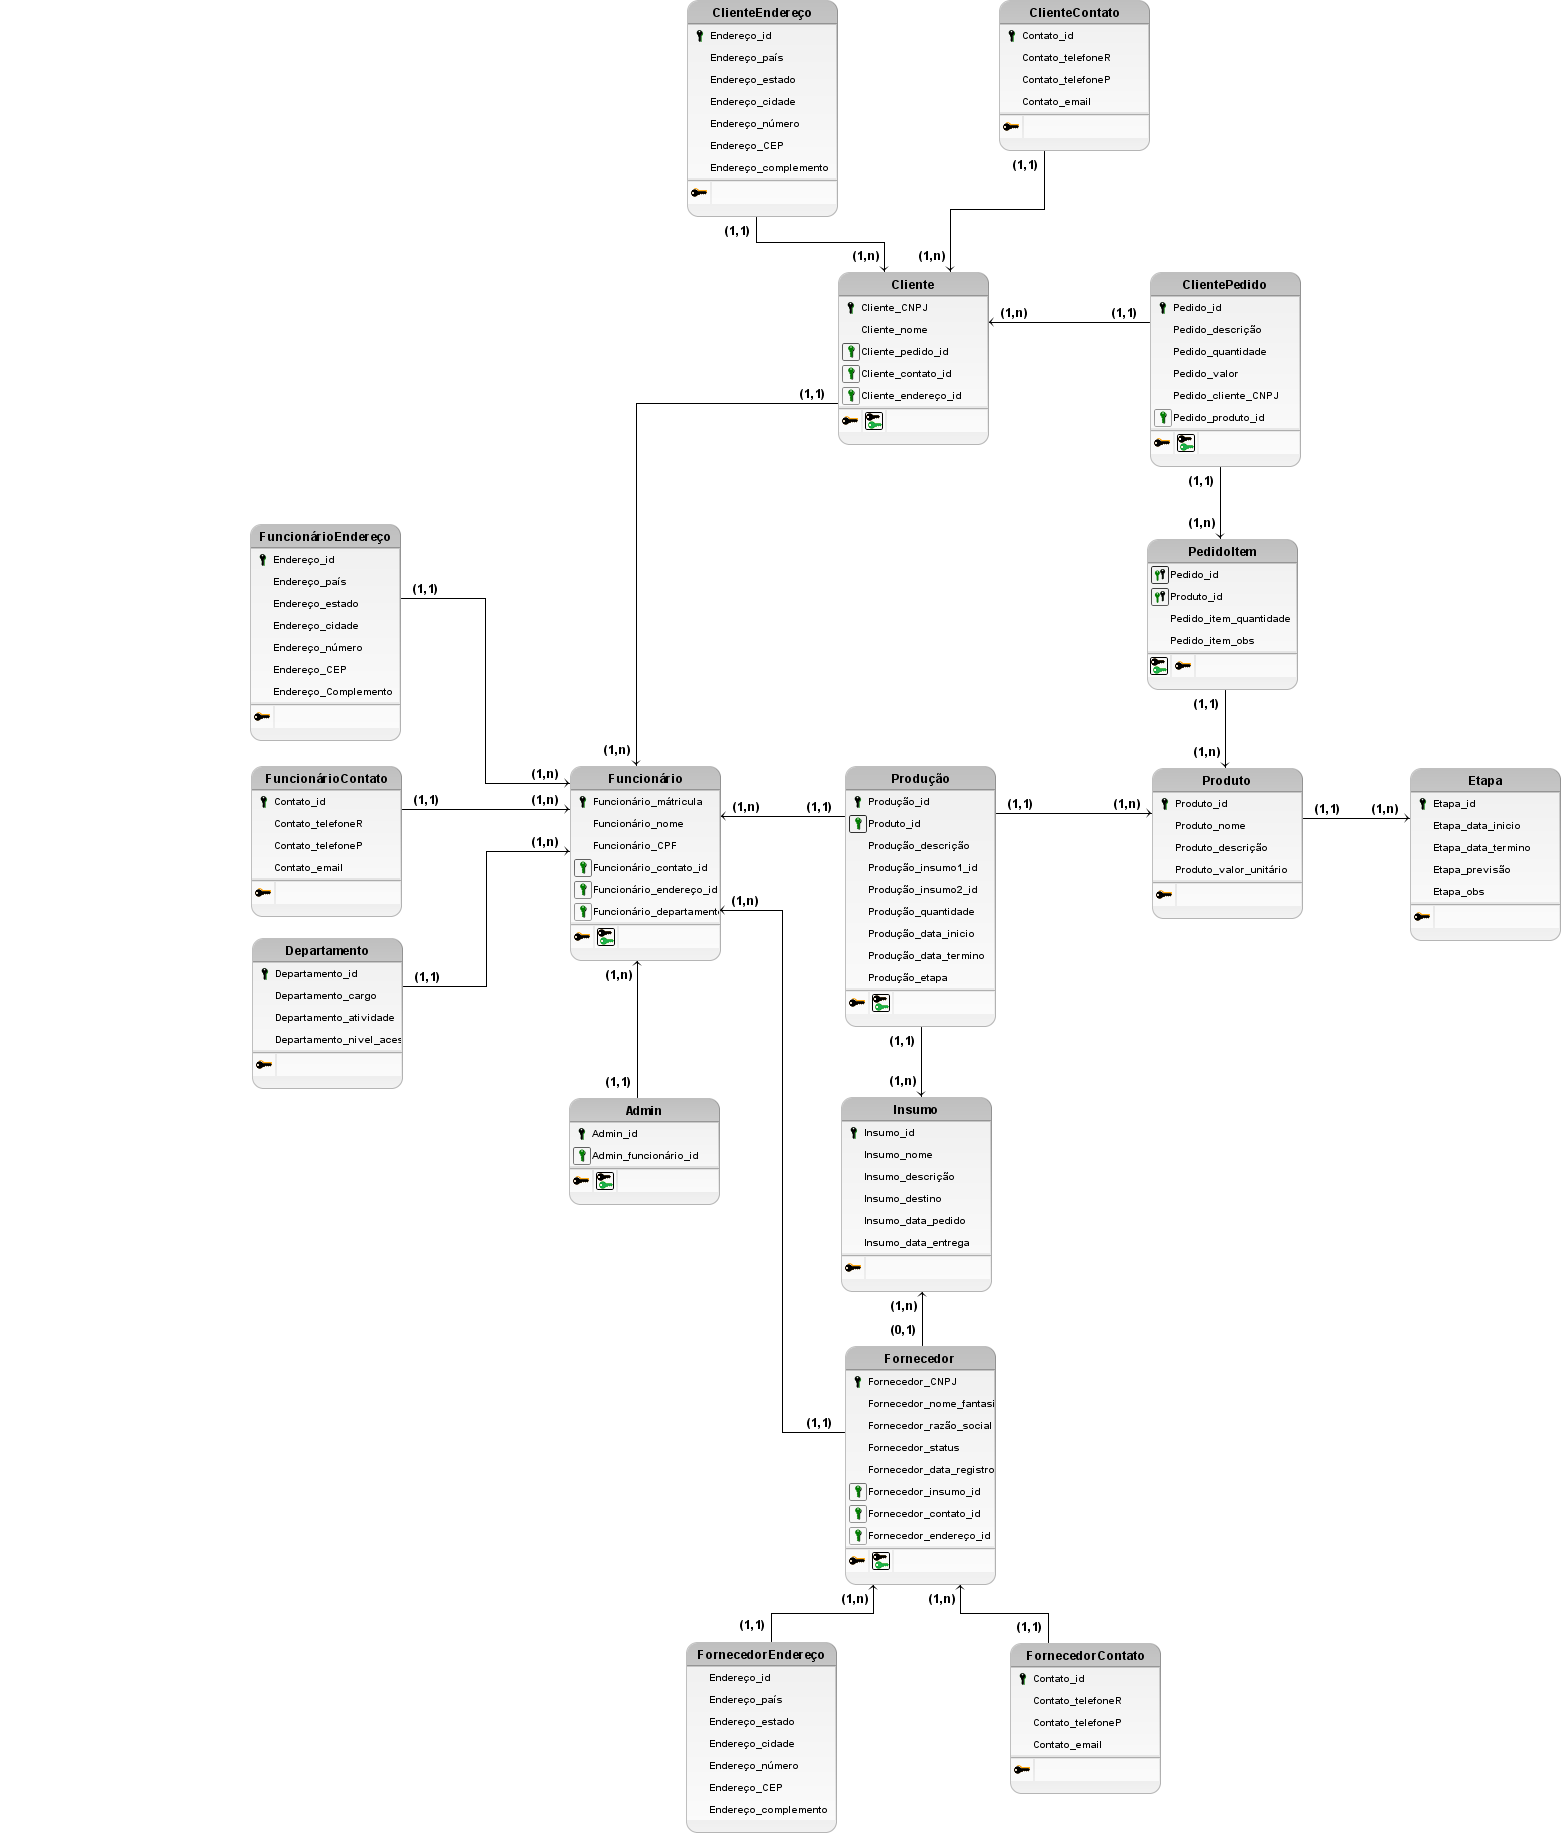 ClienteEndereço
Endereço_id
Endereço_país
Endereço_estado
Endereço_cidade
Endereço_número
Endereço_CEP
Endereço_complemento
ClienteContato
Contato_id
Contato_telefoneR
Contato_telefoneP
Contato_email
(1,1)
(1,1)
(1,n)
(1,n)
Cliente
Cliente_CNPJ
Cliente_nome
Cliente_pedido_id
Cliente_contato_id
Cliente_endereço_id
(1,n)
(1,1)
ClientePedido
Pedido_id
Pedido_descrição
Pedido_quantidade
Pedido_valor
Pedido_cliente_CNPJ
Pedido_produto_id
(1,1)
(1,1)
(1,n)
FuncionárioEndereço
Endereço_id
Endereço_país
Endereço_estado
Endereço_cidade
Endereço_número
Endereço_CEP
Endereço_Complemento
(1,1)
PedidoItem
Pedido_id
Produto_id
Pedido_item_quantidade
Pedido_item_obs
(1,1)
(1,n)
(1,n)
(1,n)
FuncionárioContato
Contato_id
Contato_telefoneR
Contato_telefoneP
Contato_email
(1,1)
(1,n)
(1,n)
Funcionário
Funcionário_mátricula
Funcionário_nome
Funcionário_CPF
Funcionário_contato_id
Funcionário_endereço_id
Funcionário_departament
(1,n)
(1,1)
(1,n)
Produção
Produção_id
Produto_id
Produção_descrição
Produção_insumo1_id
Produção_insumo2_id
Produção_quantidade
Produção_data_inicio
Produção_data_termino
Produção_etapa
(1,1)
(1,n)
Produto
Produto_id
Produto_nome
Produto_descrição
Produto_valor_unitário
(1,1)
(1,n)
Etapa
Etapa_id
Etapa_data_inicio
Etapa_data_termino
Etapa_previsão
Etapa_obs
Departamento
Departamento_id
Departamento_cargo
Departamento_atividade
Departamento_nivel_aces
(1,1)
(1,n)
(1,1)
(1,1)
(1,n)
Admin
Admin_id
Admin_funcionário_id
Insumo
Insumo_id
Insumo_nome
Insumo_descrição
Insumo_destino
Insumo_data_pedido
Insumo_data_entrega
(1,n)
(0,1)
Fornecedor
Fornecedor_CNPJ
Fornecedor_nome_fantasi
Fornecedor_razão_social
Fornecedor_status
Fornecedor_data_registro
Fornecedor_insumo_id
Fornecedor_contato_id
Fornecedor_endereço_id
(1,1)
(1,n)
(1,n)
(1,1)
(1,1)
FornecedorEndereço
Endereço_id
Endereço_país
Endereço_estado
Endereço_cidade
Endereço_número
Endereço_CEP
Endereço_complemento
FornecedorContato
Contato_id
Contato_telefoneR
Contato_telefoneP
Contato_email